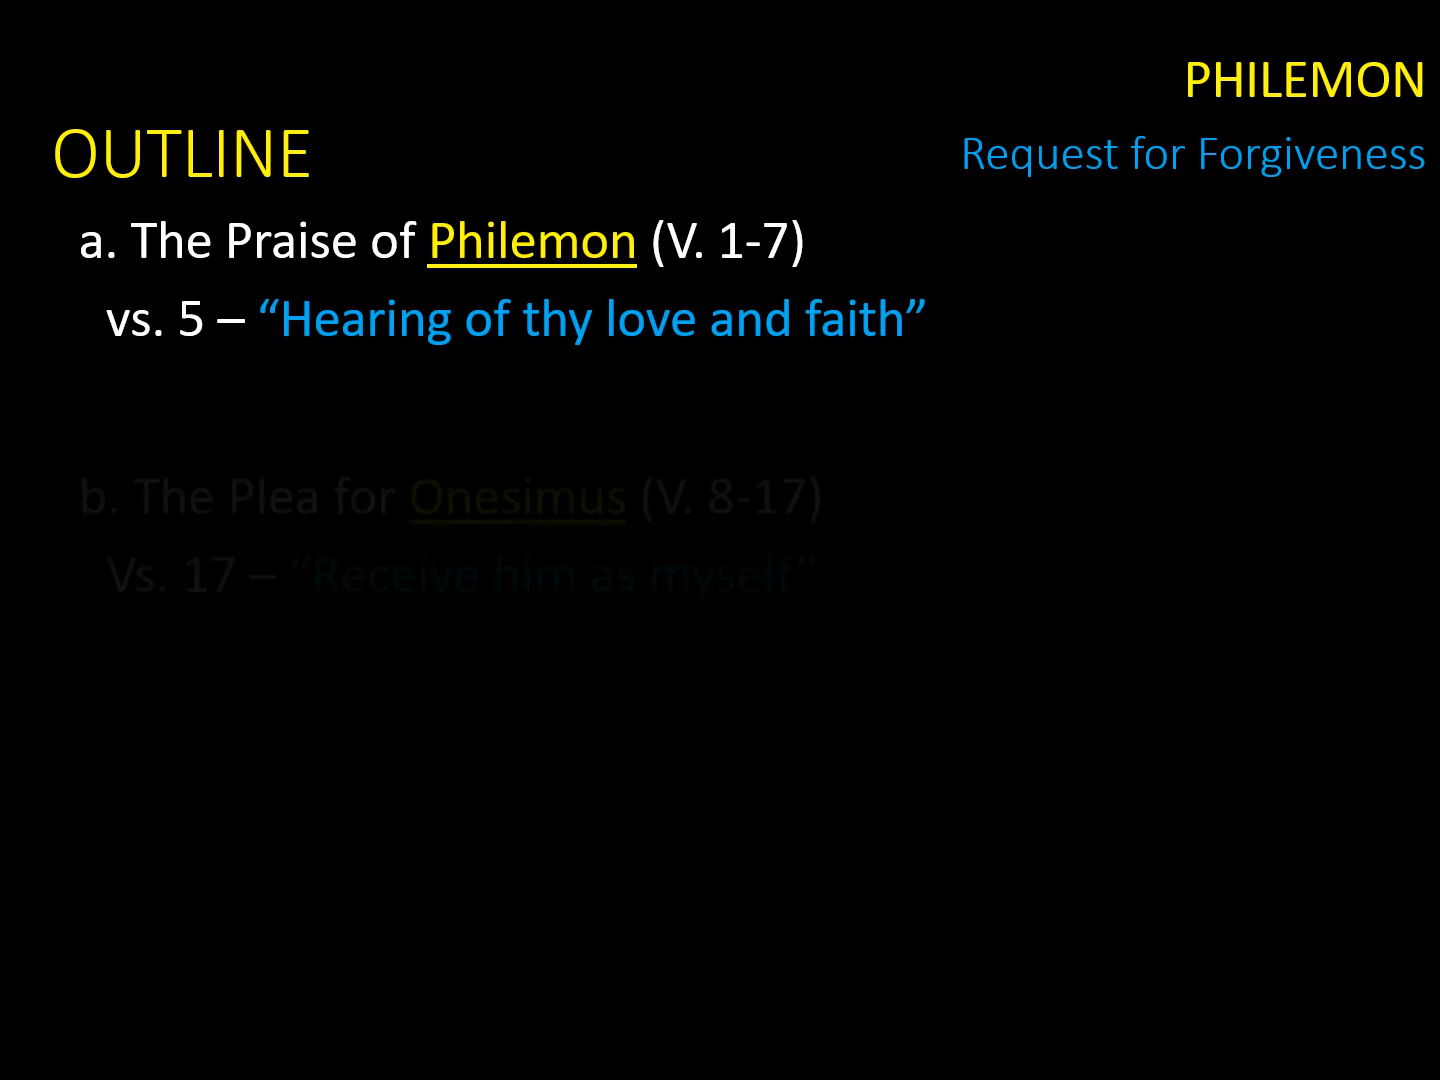 PHILEMON
OUTLINE
Request for Forgiveness
a. The Praise of Philemon (V. 1-7)
vs. 5 – “Hearing of thy love and faith”
b. The Plea for Onesimus (V. 8-17)
Vs. 17 – “Receive him as myself”